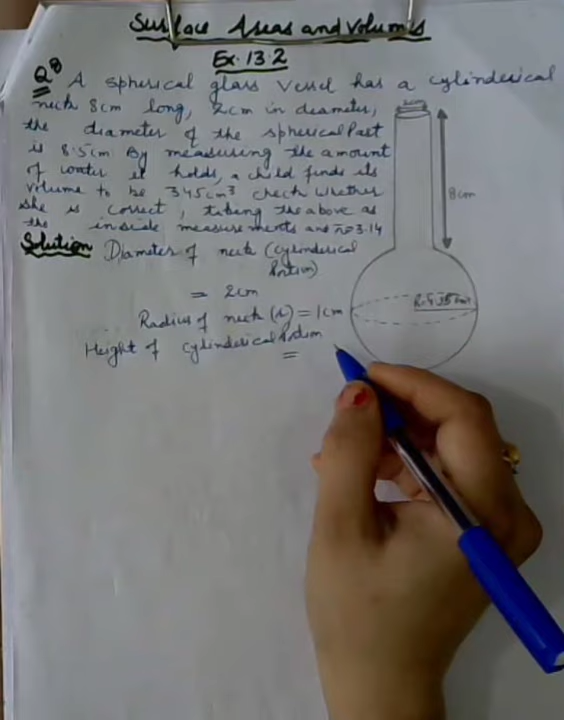 Surface Areas and Volumes
Ex. 13.2
Q8 A spherical glass vessel has a cylinderical
neck 8cm long, 2cm in diameter,
the diameter of the spherical Part
is 8.5cm By measuring the amount
of water it holds, a child finds its
volume to be 345cm³ check whether
she is correct, taking the above as
the inside measurements and π=3.14
8cm
Solution Diameter of neck (cylinderical
Portion)
= 2cm
Radius of neck (r) = 1cm
Height of cylinderical Portion
=